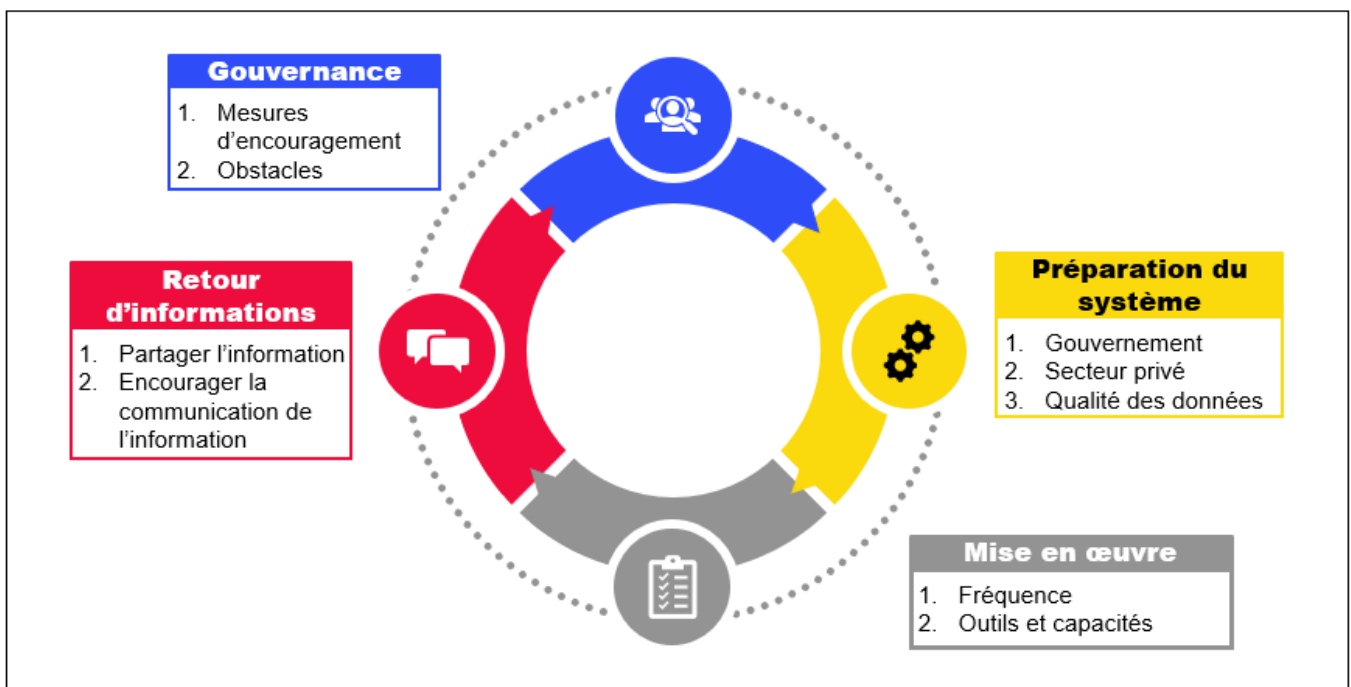 Gouvernance
1. Mesures
d’encouragement
2. Obstacles
Retour
d’informations
1. Partager l’information
2. Encourager la
communication de
l’information
Préparation du
système
1. Gouvernement
2. Secteur privé
3. Qualité des données
Mise en œuvre
1. Fréquence
2. Outils et capacités